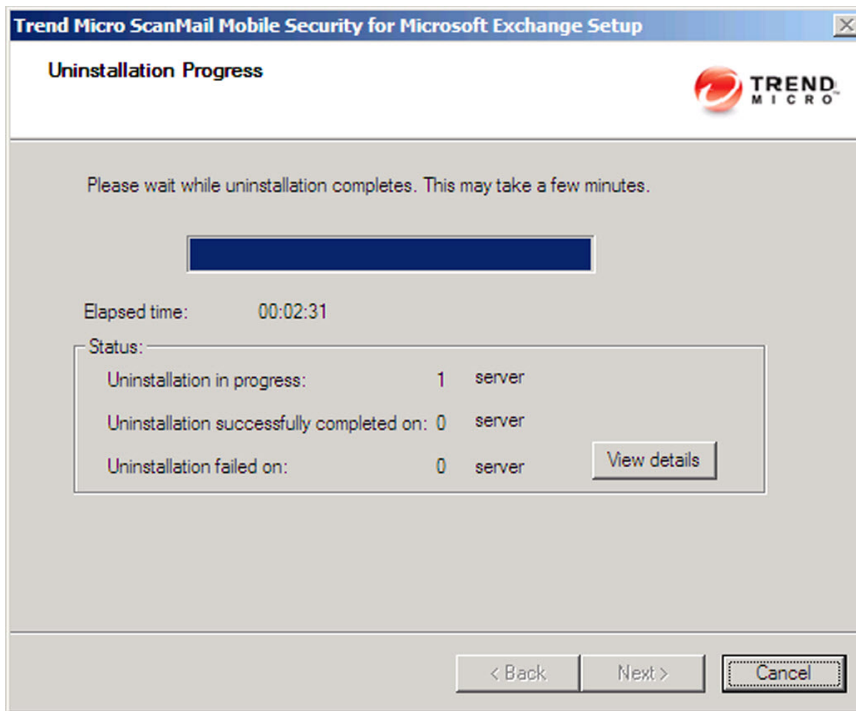 Trend Micro ScanMail Mobile Security for Microsoft Exchange Setup
Uninstallation Progress
TREND
MICRO™
Please wait while uninstallation completes. This may take a few minutes.
Elapsed time: 00:02:31
Status:
Uninstallation in progress: 1 server
Uninstallation successfully completed on: 0 server
Uninstallation failed on: 0 server
View details
< Back
Next >
Cancel